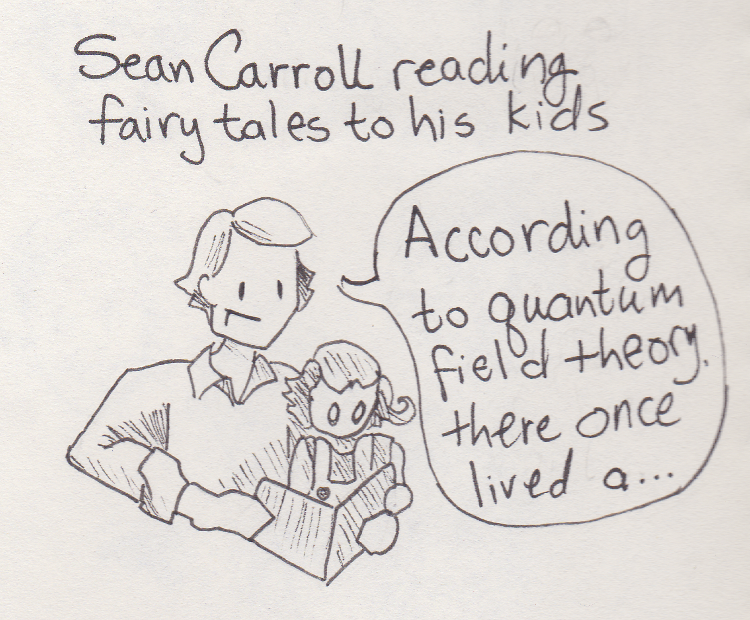 Sean Carroll reading
fairy tales to his kids
According
to quantum
field theory,
there once
lived a...